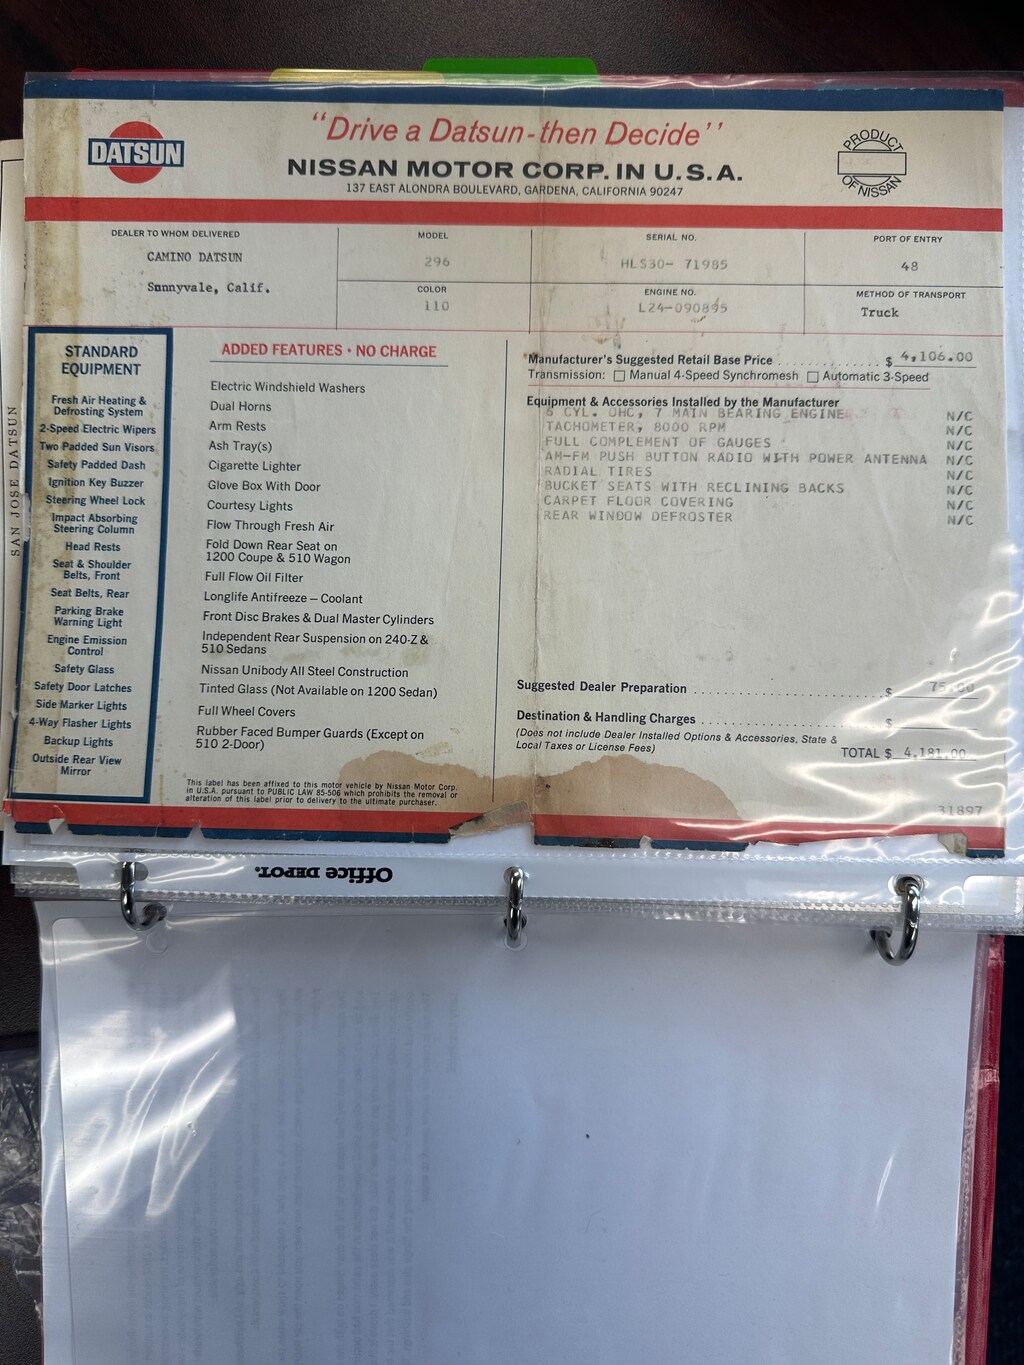 "Drive a Datsun-then Decide"
DATSUN
NISSAN MOTOR CORP. IN U.S.A.
137 EAST ALONDRA BOULEVARD, GARDENA, CALIFORNIA 90247
PRODUCT
OF NISSAN
DEALER TO WHOM DELIVERED
CAMINO DATSUN
Sunnyvale, Calif.
MODEL
296
COLOR
110
SERIAL NO.
HLS30- 71985
ENGINE NO.
L24-090895
PORT OF ENTRY
48
METHOD OF TRANSPORT
Truck
SAN JOSE DATSUN
STANDARD
EQUIPMENT
Fresh Air Heating &
Defrosting System
2-Speed Electric Wipers
Two Padded Sun Visors
Safety Padded Dash
Ignition Key Buzzer
Steering Wheel Lock
Impact Absorbing
Steering Column
Head Rests
Seat & Shoulder
Belts, Front
Seat Belts, Rear
Parking Brake
Warning Light
Engine Emission
Control
Safety Glass
Safety Door Latches
Side Marker Lights
4-Way Flasher Lights
Backup Lights
Outside Rear View
Mirror
ADDED FEATURES • NO CHARGE
Electric Windshield Washers
Dual Horns
Arm Rests
Ash Tray(s)
Cigarette Lighter
Glove Box With Door
Courtesy Lights
Flow Through Fresh Air
Fold Down Rear Seat on
1200 Coupe & 510 Wagon
Full Flow Oil Filter
Longlife Antifreeze – Coolant
Front Disc Brakes & Dual Master Cylinders
Independent Rear Suspension on 240-Z &
510 Sedans
Nissan Unibody All Steel Construction
Tinted Glass (Not Available on 1200 Sedan)
Full Wheel Covers
Rubber Faced Bumper Guards (Except on
510 2-Door)
This label has been affixed to this motor vehicle by Nissan Motor Corp.
in U.S.A. pursuant to PUBLIC LAW 85-506 which prohibits the removal or
alteration of this label prior to delivery to the ultimate purchaser.
Manufacturer's Suggested Retail Base Price ............ $ 4,106.00
Transmission: Manual 4-Speed Synchromesh Automatic 3-Speed
Equipment & Accessories Installed by the Manufacturer
CYL. OHC, 7 MAIN BEARING ENGINE N/C
TACHOMETER, 8000 RPM N/C
FULL COMPLEMENT OF GAUGES N/C
AM-FM PUSH BUTTON RADIO WITH POWER ANTENNA N/C
RADIAL TIRES N/C
BUCKET SEATS WITH RECLINING BACKS N/C
CARPET FLOOR COVERING N/C
REAR WINDOW DEFROSTER N/C
Suggested Dealer Preparation ........................ $ 75.00
Destination & Handling Charges ........................ $
(Does not include Dealer Installed Options & Accessories, State &
Local Taxes or License Fees)
TOTAL $ 4,181.00
31897
Office DEPOT.